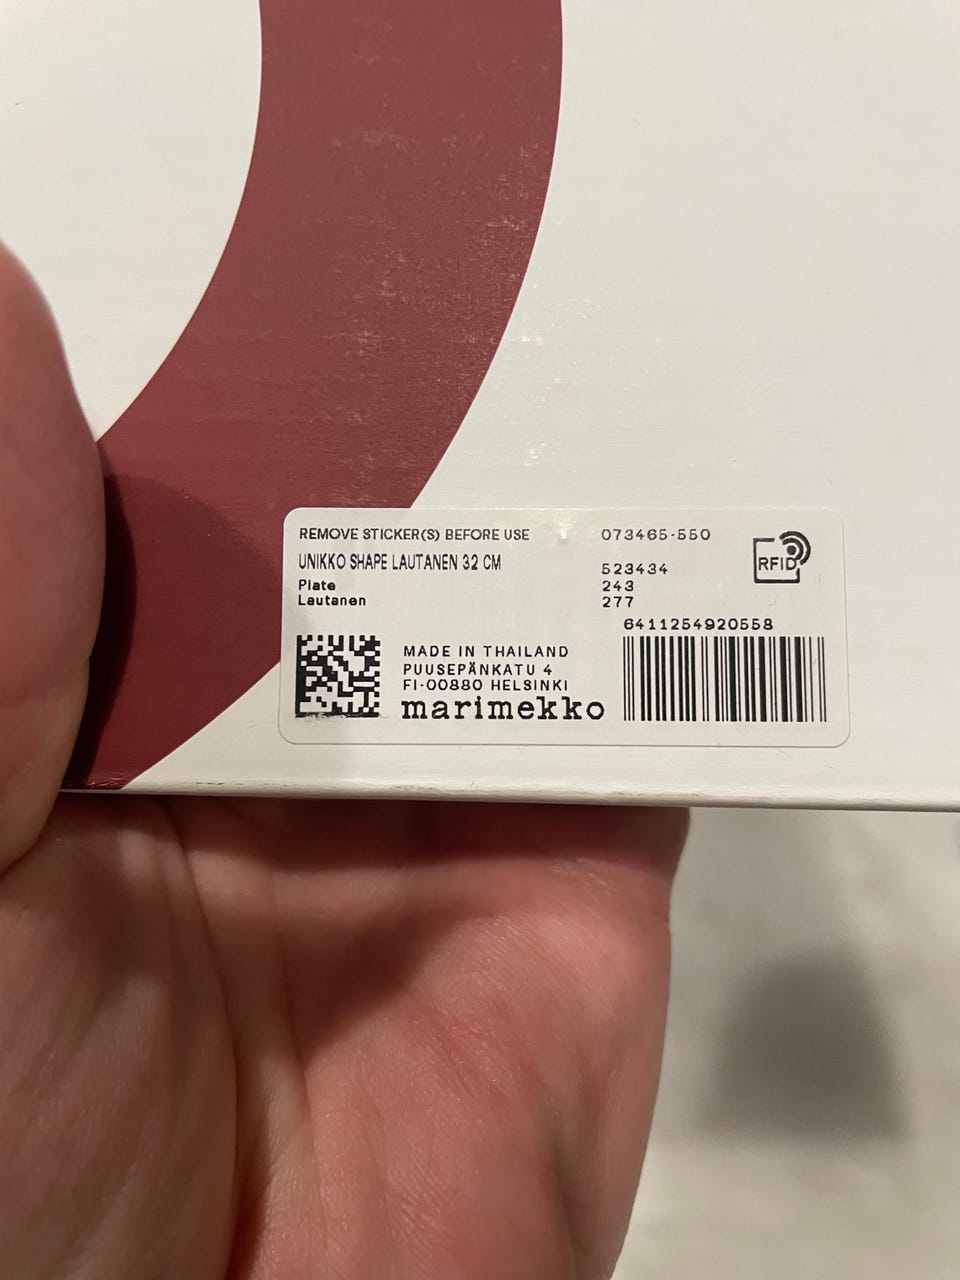 REMOVE STICKER(S) BEFORE USE
073465-550
UNIKKO SHAPE LAUTANEN 32 CM
Plate
Lautanen
523434
243
277
RFID
6411254920558
MADE IN THAILAND
PUUSEPÄNKATU 4
FI-00880 HELSINKI
marimekko